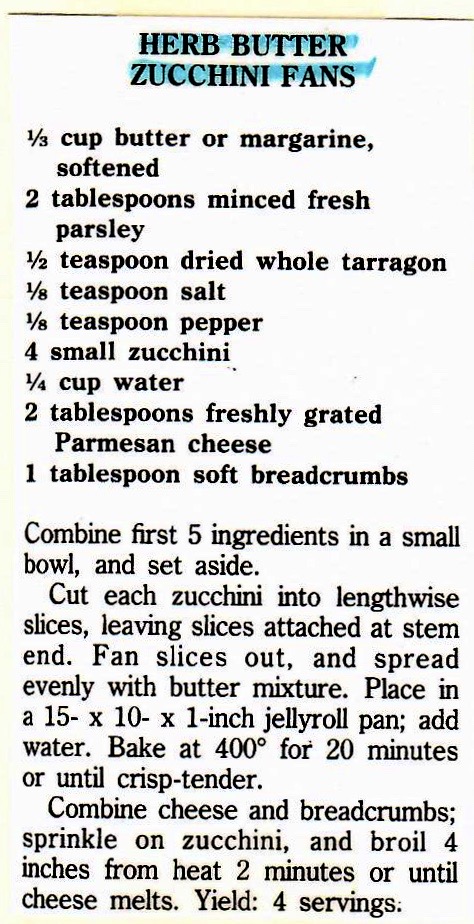 HERB BUTTER
ZUCCHINI FANS
⅓ cup butter or margarine,
softened
2 tablespoons minced fresh
parsley
½ teaspoon dried whole tarragon
⅛ teaspoon salt
⅛ teaspoon pepper
4 small zucchini
¼ cup water
2 tablespoons freshly grated
Parmesan cheese
1 tablespoon soft breadcrumbs
Combine first 5 ingredients in a small
bowl, and set aside.
Cut each zucchini into lengthwise
slices, leaving slices attached at stem
end. Fan slices out, and spread
evenly with butter mixture. Place in
a 15- x 10- x 1-inch jellyroll pan; add
water. Bake at 400° for 20 minutes
or until crisp-tender.
Combine cheese and breadcrumbs;
sprinkle on zucchini, and broil 4
inches from heat 2 minutes or until
cheese melts. Yield: 4 servings.